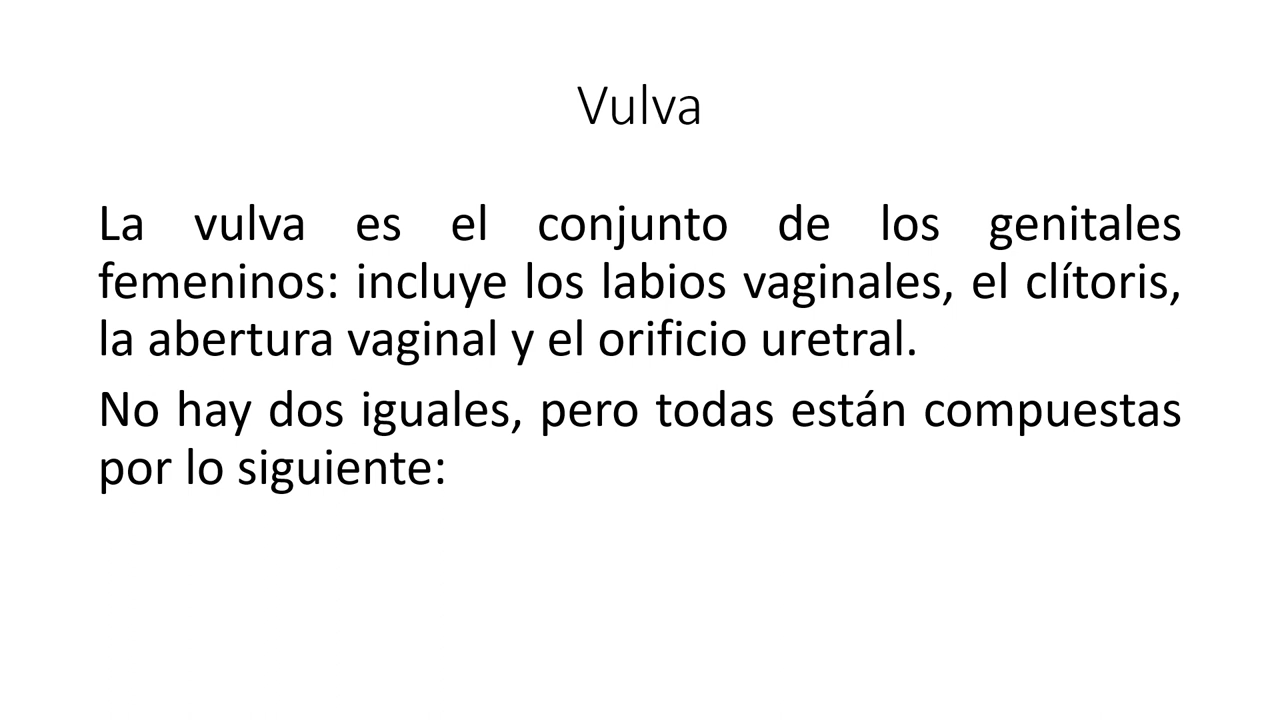 Vulva
La vulva es el conjunto de los genitales
femeninos: incluye los labios vaginales, el clítoris,
la abertura vaginal y el orificio uretral.
No hay dos iguales, pero todas están compuestas
por lo siguiente: